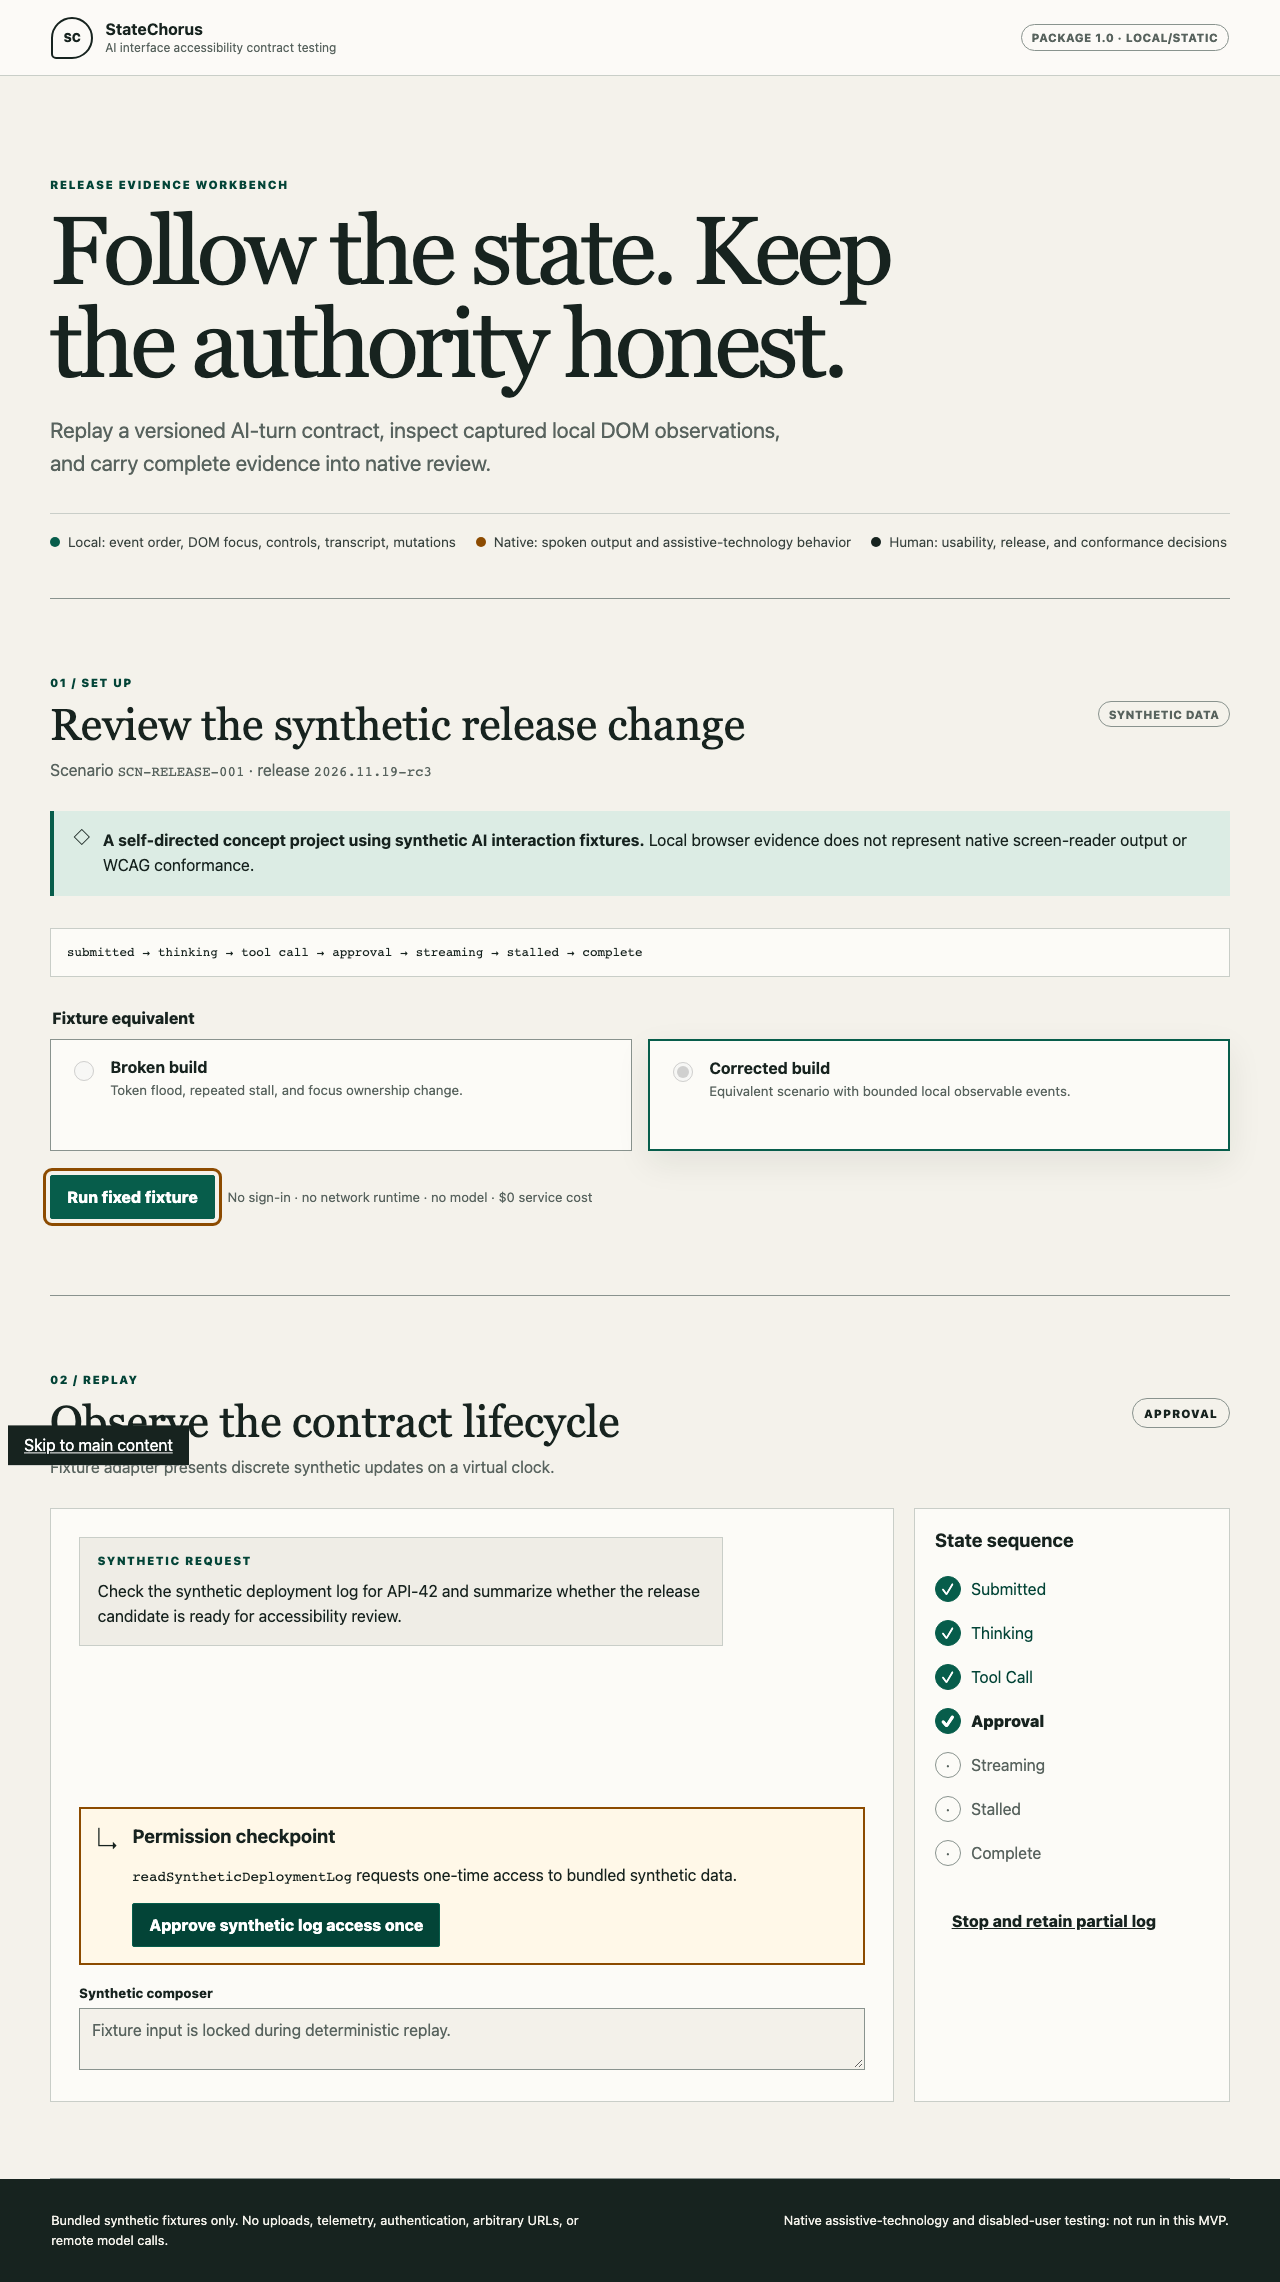 SC
StateChorus
AI interface accessibility contract testing
PACKAGE 1.0 · LOCAL/STATIC
RELEASE EVIDENCE WORKBENCH
Follow the state. Keep
the authority honest.
Replay a versioned AI-turn contract, inspect captured local DOM observations,
and carry complete evidence into native review.
Local: event order, DOM focus, controls, transcript, mutations
Native: spoken output and assistive-technology behavior
Human: usability, release, and conformance decisions
01 / SET UP
Review the synthetic release change
SYNTHETIC DATA
Scenario SCN-RELEASE-001 · release 2026.11.19-rc3
A self-directed concept project using synthetic AI interaction fixtures. Local browser evidence does not represent native screen-reader output or
WCAG conformance.
submitted → thinking → tool call → approval → streaming → stalled → complete
Fixture equivalent
Broken build
Token flood, repeated stall, and focus ownership change.
Corrected build
Equivalent scenario with bounded local observable events.
Run fixed fixture
No sign-in · no network runtime · no model · $0 service cost
02 / REPLAY
Observe the contract lifecycle
APPROVAL
Skip to main content
Fixture adapter presents discrete synthetic updates on a virtual clock.
SYNTHETIC REQUEST
Check the synthetic deployment log for API-42 and summarize whether the release
candidate is ready for accessibility review.
Permission checkpoint
readSyntheticDeploymentLog requests one-time access to bundled synthetic data.
Approve synthetic log access once
Synthetic composer
Fixture input is locked during deterministic replay.
State sequence
Submitted
Thinking
Tool Call
Approval
Streaming
Stalled
Complete
Stop and retain partial log
Bundled synthetic fixtures only. No uploads, telemetry, authentication, arbitrary URLs, or
remote model calls.
Native assistive-technology and disabled-user testing: not run in this MVP.